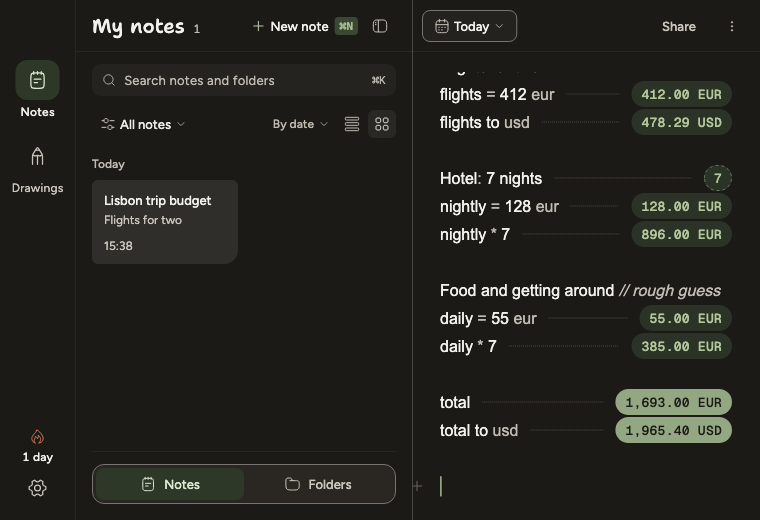 My notes 1
+ New note ⌘N
Search notes and folders ⌘K
All notes
By date
Today
Lisbon trip budget
Flights for two
15:38
Notes
Drawings
1 day
Notes
Folders
Today
Share
flights = 412 eur 412.00 EUR
flights to usd 478.29 USD
Hotel: 7 nights 7
nightly = 128 eur 128.00 EUR
nightly * 7 896.00 EUR
Food and getting around // rough guess
daily = 55 eur 55.00 EUR
daily * 7 385.00 EUR
total 1,693.00 EUR
total to usd 1,965.40 USD